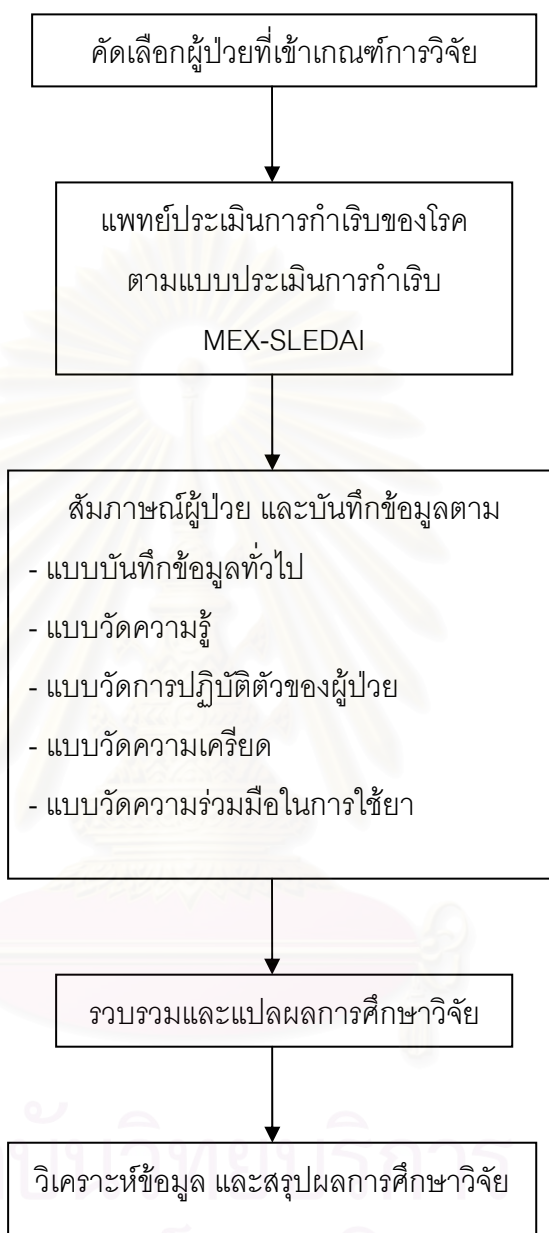 คัดเลือกผู้ป่วยที่เข้าเกณฑ์การวิจัย
แพทย์ประเมินการกำเริบของโรค
ตามแบบประเมินการกำเริบ
MEX-SLEDAI
สัมภาษณ์ผู้ป่วย และบันทึกข้อมูลตาม
- แบบบันทึกข้อมูลทั่วไป
- แบบวัดความรู้
- แบบวัดการปฏิบัติตัวของผู้ป่วย
- แบบวัดความเครียด
- แบบวัดความร่วมมือในการใช้ยา
รวบรวมและแปลผลการศึกษาวิจัย
วิเคราะห์ข้อมูล และสรุปผลการศึกษาวิจัย